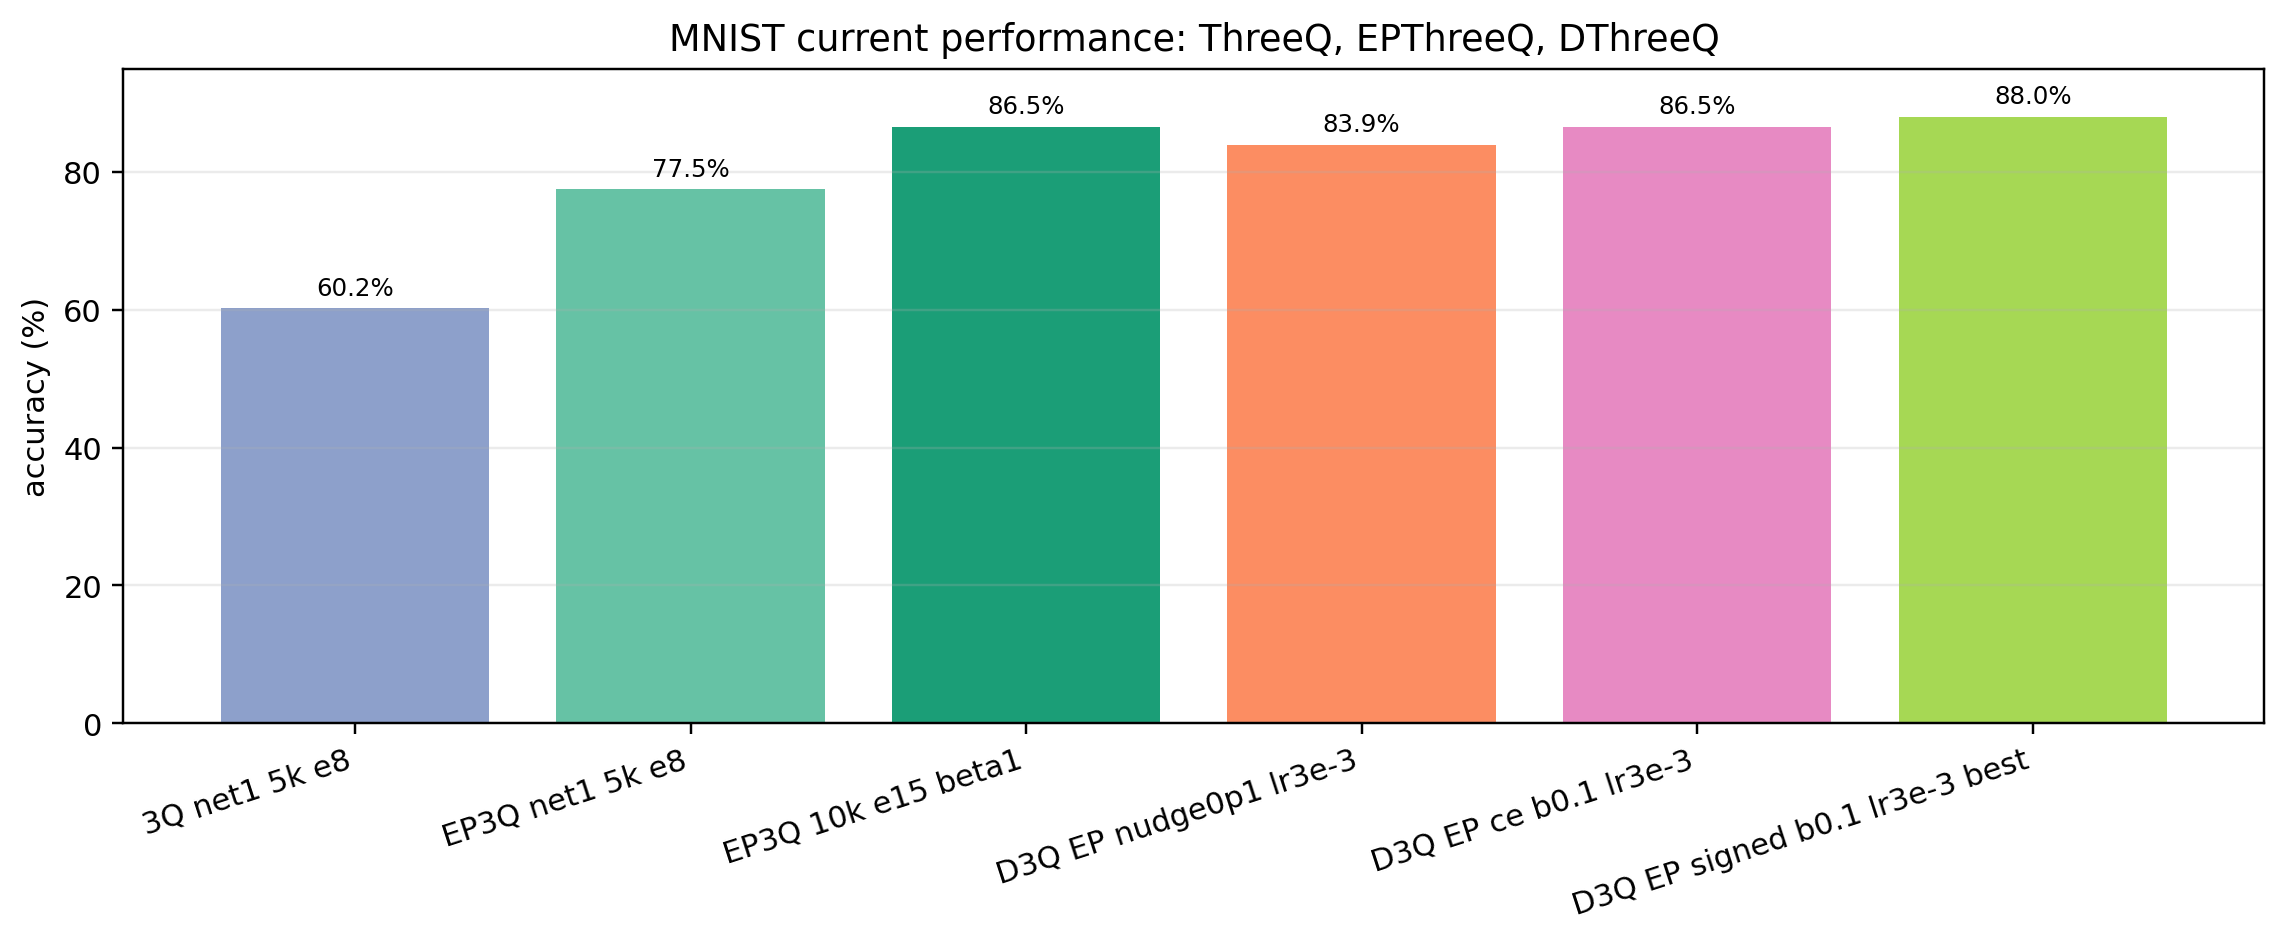 MNIST current performance: ThreeQ, EPThreeQ, DThreeQ
accuracy (%)
80
60
40
20
0
60.2%
77.5%
86.5%
83.9%
86.5%
88.0%
3Q net1 5k e8
EP3Q net1 5k e8
EP3Q 10k e15 beta1
D3Q EP nudge0p1 lr3e-3
D3Q EP ce b0.1 lr3e-3
D3Q EP signed b0.1 lr3e-3 best